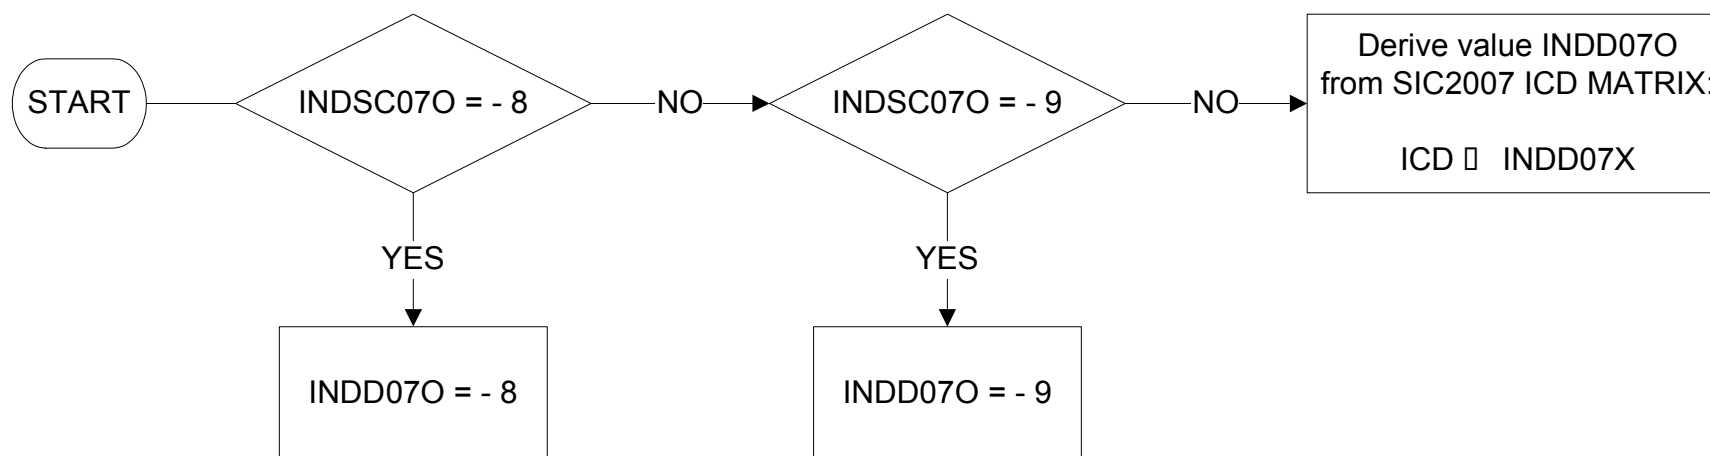 START
INDSC07O = - 8
NO
INDSC07O = - 9
NO
Derive value INDD07O
from SIC2007 ICD MATRIX:
ICD ▯ INDD07X
YES
YES
INDD07O = - 8
INDD07O = - 9